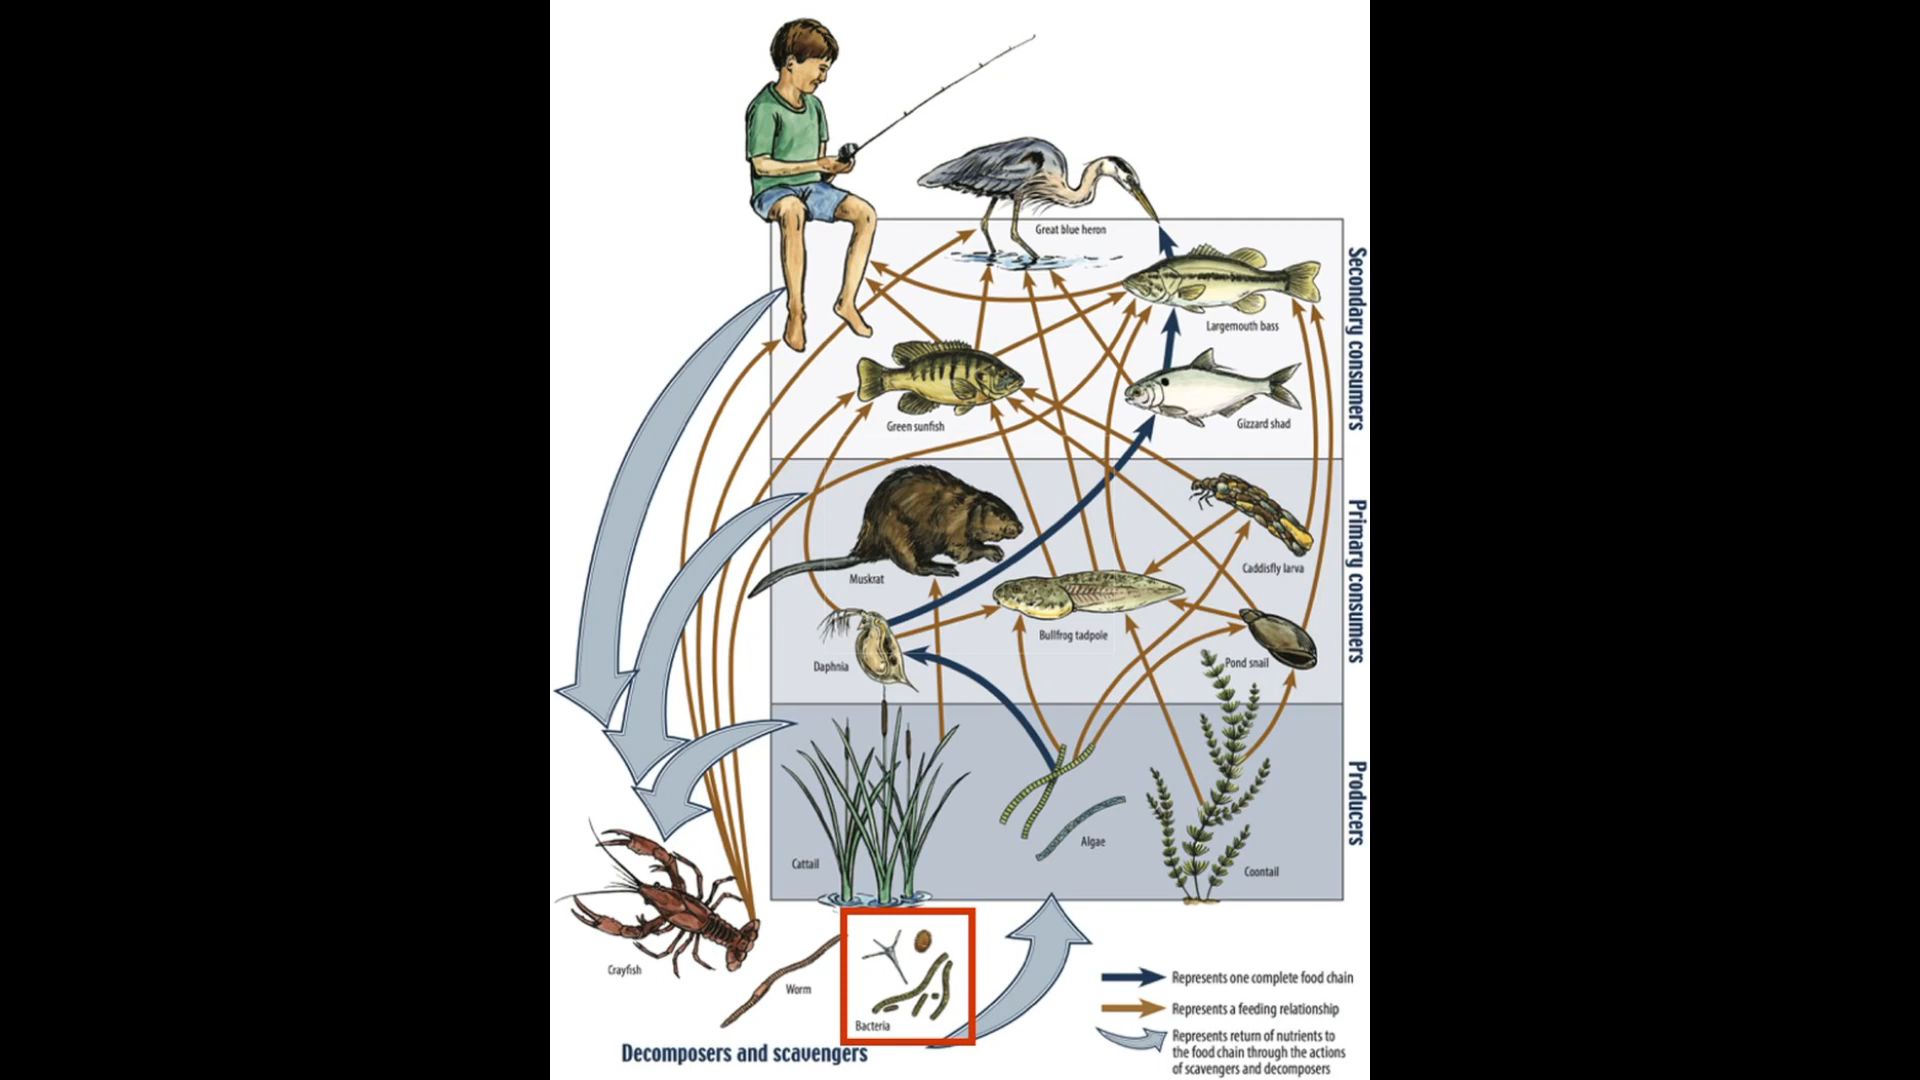 Great blue heron
Largemouth bass
Green sunfish
Gizzard shad
Secondary consumers
Muskrat
Caddisfly larva
Bullfrog tadpole
Daphnia
Pond snail
Primary consumers
Cattail
Algae
Coontail
Producers
Crayfish
Worm
Bacteria
Decomposers and scavengers
Represents one complete food chain
Represents a feeding relationship
Represents return of nutrients to
the food chain through the actions
of scavengers and decomposers